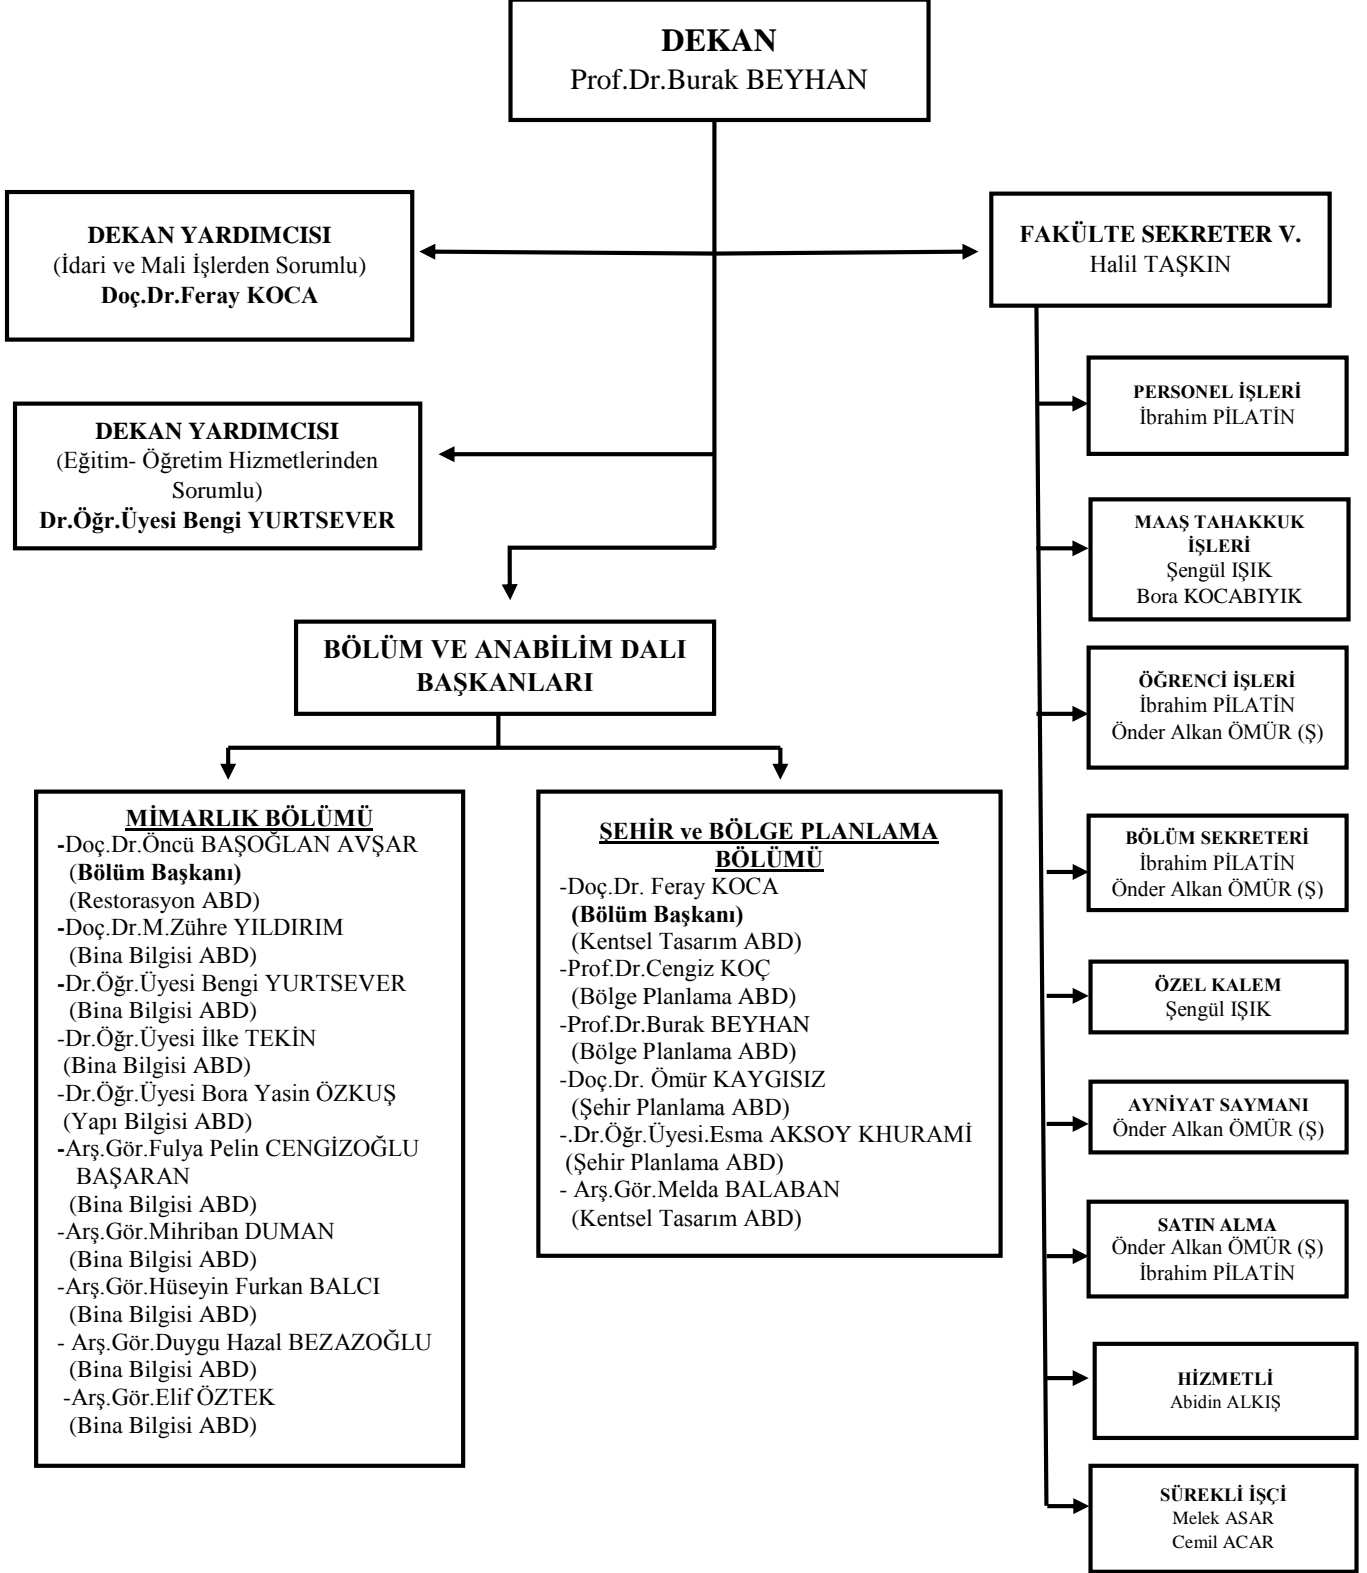 DEKAN
Prof.Dr.Burak BEYHAN
DEKAN YARDIMCISI
(İdari ve Mali İşlerden Sorumlu)
Doç.Dr.Feray KOCA
FAKÜLTE SEKRETER V.
Halil TAŞKIN
DEKAN YARDIMCISI
(Eğitim- Öğretim Hizmetlerinden
Sorumlu)
Dr.Öğr.Üyesi Bengi YURTSEVER
BÖLÜM VE ANABİLİM DALI
BAŞKANLARI
MİMARLIK BÖLÜMÜ
-Doç.Dr.Öncü BAŞOĞLAN AVŞAR
(Bölüm Başkanı)
(Restorasyon ABD)
-Doç.Dr.M.Zühre YILDIRIM
(Bina Bilgisi ABD)
-Dr.Öğr.Üyesi Bengi YURTSEVER
(Bina Bilgisi ABD)
-Dr.Öğr.Üyesi İlke TEKİN
(Bina Bilgisi ABD)
-Dr.Öğr.Üyesi Bora Yasin ÖZKUŞ
(Yapı Bilgisi ABD)
-Arş.Gör.Fulya Pelin CENGİZOĞLU
BAŞARAN
(Bina Bilgisi ABD)
-Arş.Gör.Mihriban DUMAN
(Bina Bilgisi ABD)
-Arş.Gör.Hüseyin Furkan BALCI
(Bina Bilgisi ABD)
- Arş.Gör.Duygu Hazal BEZAZOĞLU
(Bina Bilgisi ABD)
-Arş.Gör.Elif ÖZTEK
(Bina Bilgisi ABD)
ŞEHİR ve BÖLGE PLANLAMA
BÖLÜMÜ
-Doç.Dr. Feray KOCA
(Bölüm Başkanı)
(Kentsel Tasarım ABD)
-Prof.Dr.Cengiz KOÇ
(Bölge Planlama ABD)
-Prof.Dr.Burak BEYHAN
(Bölge Planlama ABD)
-Doç.Dr. Ömür KAYGISIZ
(Şehir Planlama ABD)
-.Dr.Öğr.Üyesi.Esma AKSOY KHURAMİ
(Şehir Planlama ABD)
- Arş.Gör.Melda BALABAN
(Kentsel Tasarım ABD)
PERSONEL İŞLERİ
İbrahim PİLATİN
MAAŞ TAHAKKUK
İŞLERİ
Şengül IŞIK
Bora KOCABIYIK
ÖĞRENCİ İŞLERİ
İbrahim PİLATİN
Önder Alkan ÖMÜR (Ş)
BÖLÜM SEKRETERİ
İbrahim PİLATİN
Önder Alkan ÖMÜR (Ş)
ÖZEL KALEM
Şengül IŞIK
AYNİYAT SAYMANI
Önder Alkan ÖMÜR (Ş)
SATIN ALMA
Önder Alkan ÖMÜR (Ş)
İbrahim PİLATİN
HİZMETLİ
Abidin ALKIŞ
SÜREKLİ İŞÇİ
Melek ASAR
Cemil ACAR